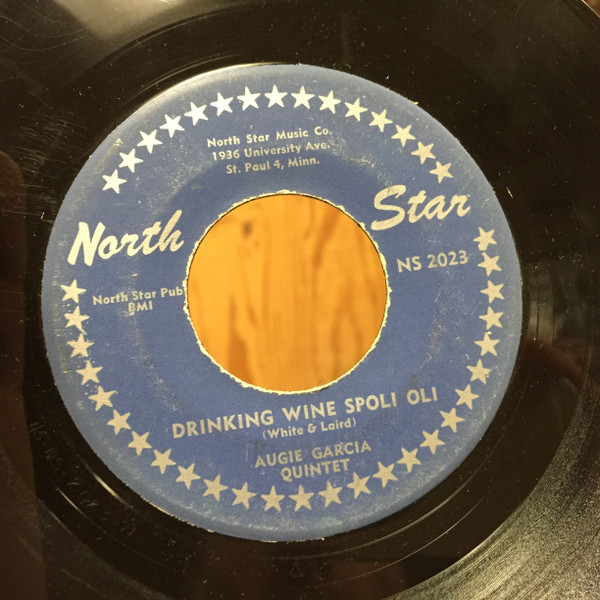 North Star Music Co.
1936 University Ave.
St. Paul 4, Minn.
North Star
NS 2023
North Star Pub
BMI
DRINKING WINE SPOLI OLI
(White & Laird)
AUGIE GARCIA
QUINTET